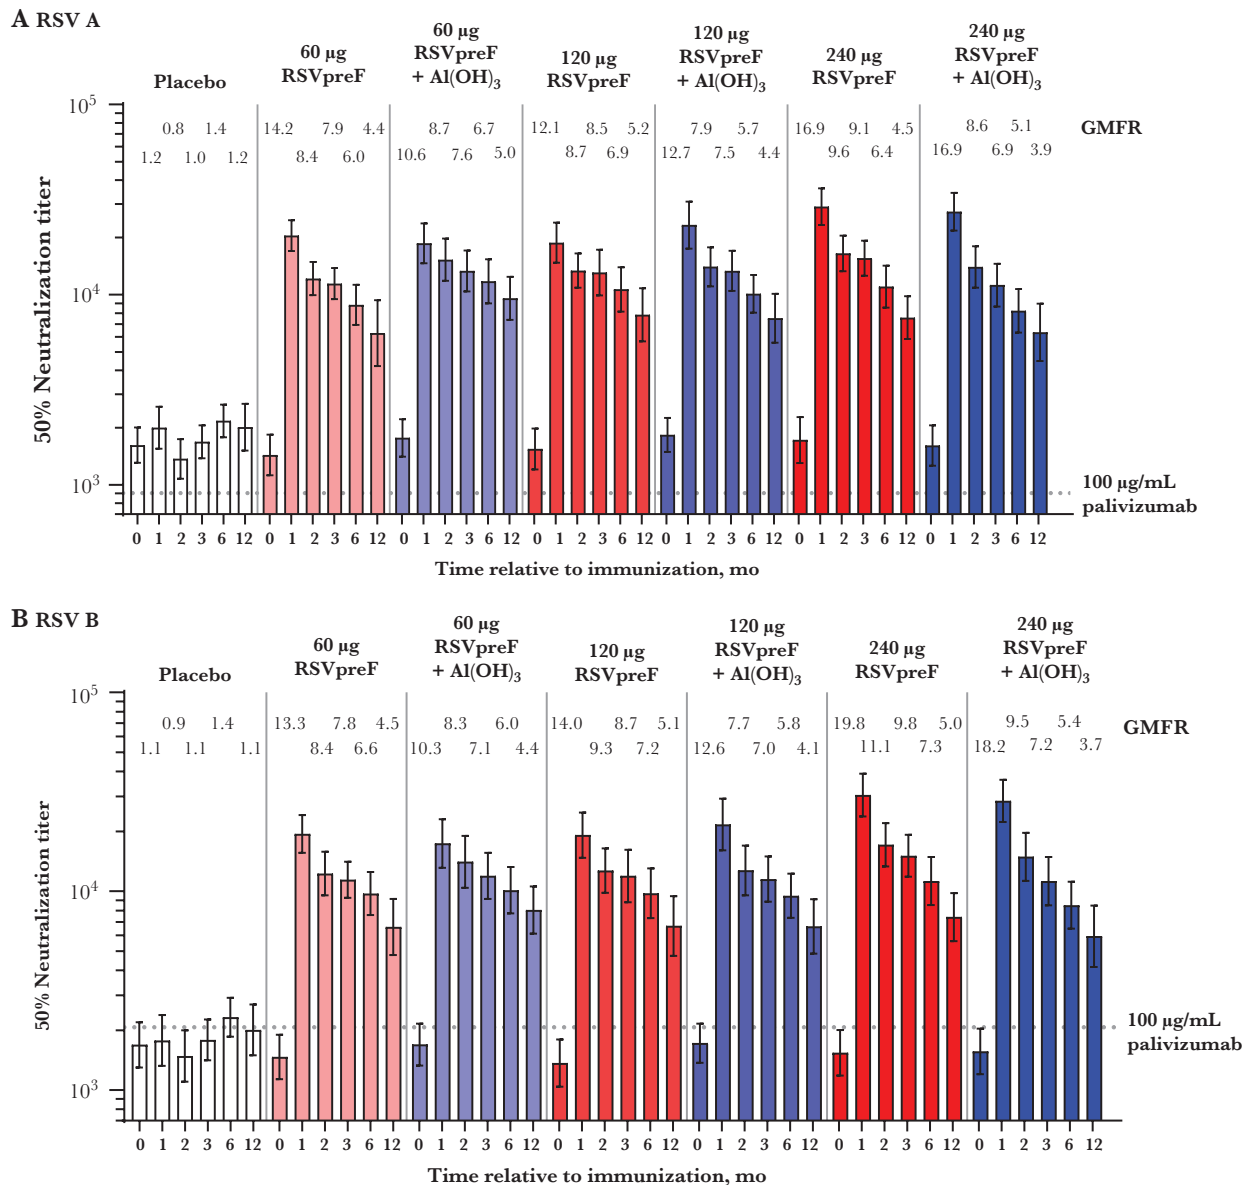 A RSV A
Placebo
60 µg
RSVpreF
60 µg
RSVpreF
+ Al(OH)₃
120 µg
RSVpreF
120 µg
RSVpreF
+ Al(OH)₃
240 µg
RSVpreF
240 µg
RSVpreF
+ Al(OH)₃
10⁵
10⁴
10³
50% Neutralization titer
0.8 1.4 14.2 7.9 4.4 8.7 6.7 12.1 8.5 5.2 7.9 5.7 16.9 9.1 4.5 8.6 5.1 GMFR
1.2 1.0 1.2 8.4 6.0 10.6 7.6 5.0 8.7 6.9 12.7 7.5 4.4 9.6 6.4 16.9 6.9 3.9
100 µg/mL
palivizumab
0 1 2 3 6 12 0 1 2 3 6 12 0 1 2 3 6 12 0 1 2 3 6 12 0 1 2 3 6 12 0 1 2 3 6 12 0 1 2 3 6 12
Time relative to immunization, mo
B RSV B
Placebo
60 µg
RSVpreF
60 µg
RSVpreF
+ Al(OH)₃
120 µg
RSVpreF
120 µg
RSVpreF
+ Al(OH)₃
240 µg
RSVpreF
240 µg
RSVpreF
+ Al(OH)₃
10⁵
10⁴
10³
50% Neutralization titer
0.9 1.4 13.3 7.8 4.5 8.3 6.0 14.0 8.7 5.1 7.7 5.8 19.8 9.8 5.0 9.5 5.4 GMFR
1.1 1.1 1.1 8.4 6.6 10.3 7.1 4.4 9.3 7.2 12.6 7.0 4.1 11.1 7.3 18.2 7.2 3.7
100 µg/mL
palivizumab
0 1 2 3 6 12 0 1 2 3 6 12 0 1 2 3 6 12 0 1 2 3 6 12 0 1 2 3 6 12 0 1 2 3 6 12 0 1 2 3 6 12
Time relative to immunization, mo